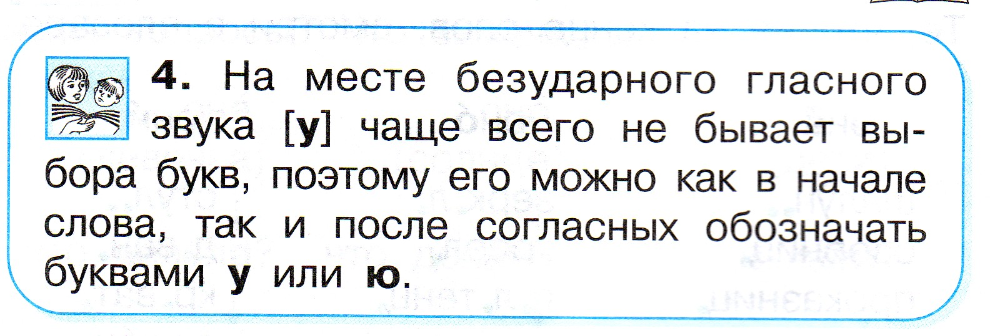 4. На месте безударного гласного
звука [у] чаще всего не бывает вы-
бора букв, поэтому его можно как в начале
слова, так и после согласных обозначать
буквами у или ю.